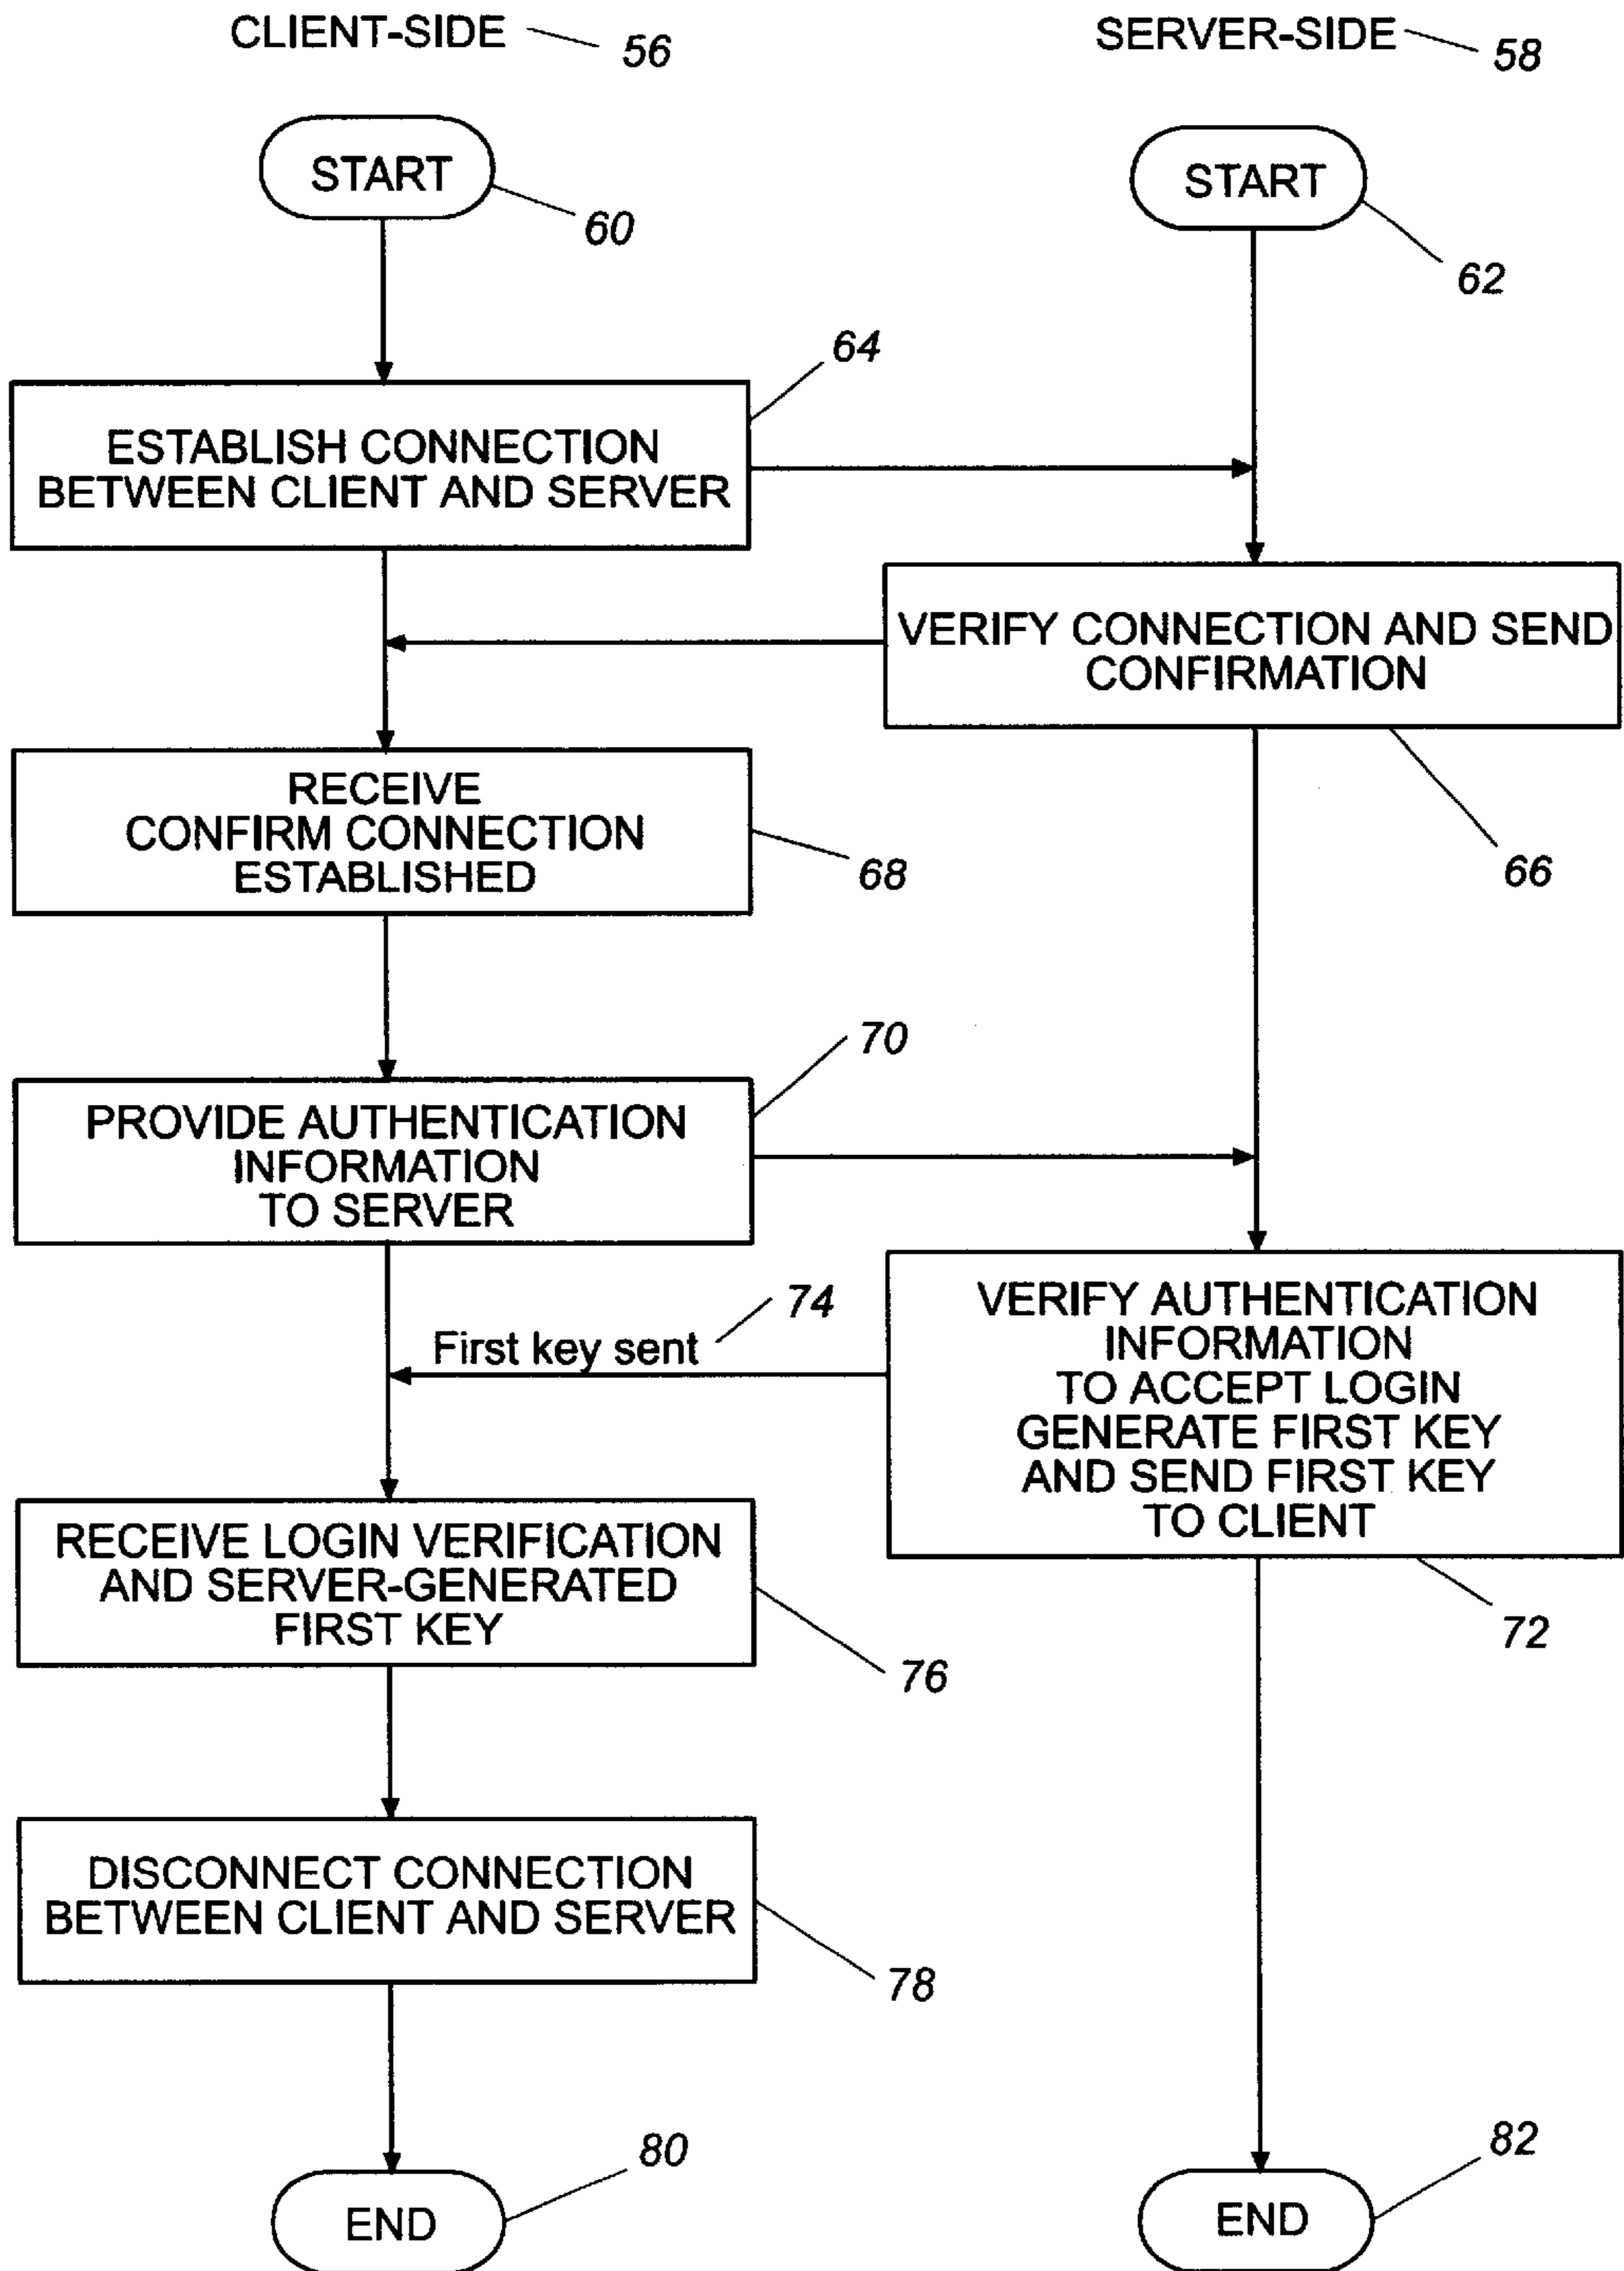 CLIENT-SIDE 56
SERVER-SIDE 58
START
60
START
62
64
ESTABLISH CONNECTION
BETWEEN CLIENT AND SERVER
VERIFY CONNECTION AND SEND
CONFIRMATION
66
RECEIVE
CONFIRM CONNECTION
ESTABLISHED
68
70
PROVIDE AUTHENTICATION
INFORMATION
TO SERVER
First key sent 74
VERIFY AUTHENTICATION
INFORMATION
TO ACCEPT LOGIN
GENERATE FIRST KEY
AND SEND FIRST KEY
TO CLIENT
72
RECEIVE LOGIN VERIFICATION
AND SERVER-GENERATED
FIRST KEY
76
DISCONNECT CONNECTION
BETWEEN CLIENT AND SERVER
78
80
END
82
END